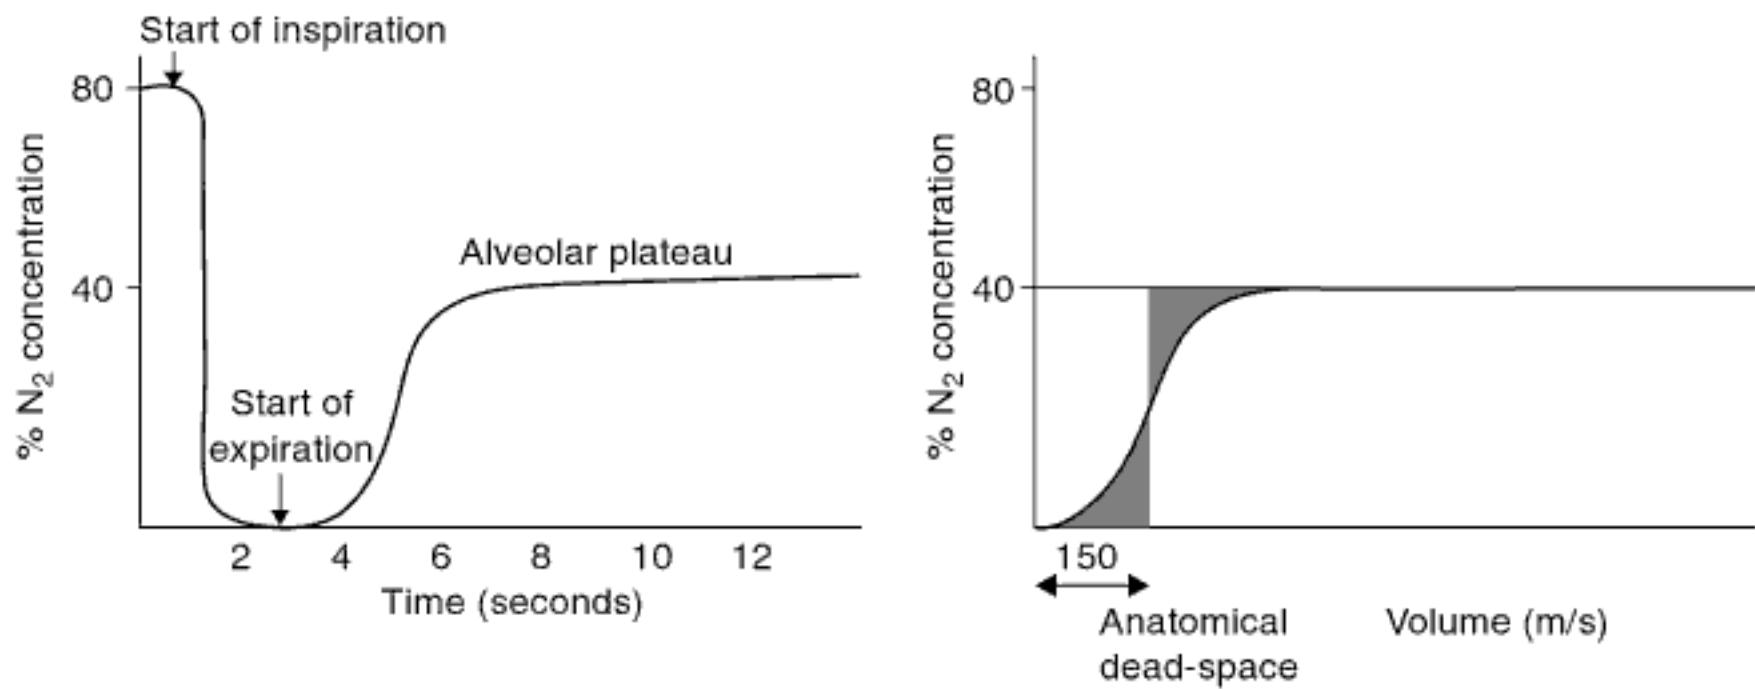 Start of inspiration
80
40
% N₂ concentration
Alveolar plateau
Start of
expiration
2 4 6 8 10 12
Time (seconds)
80
40
% N₂ concentration
150
Anatomical
dead-space
Volume (m/s)